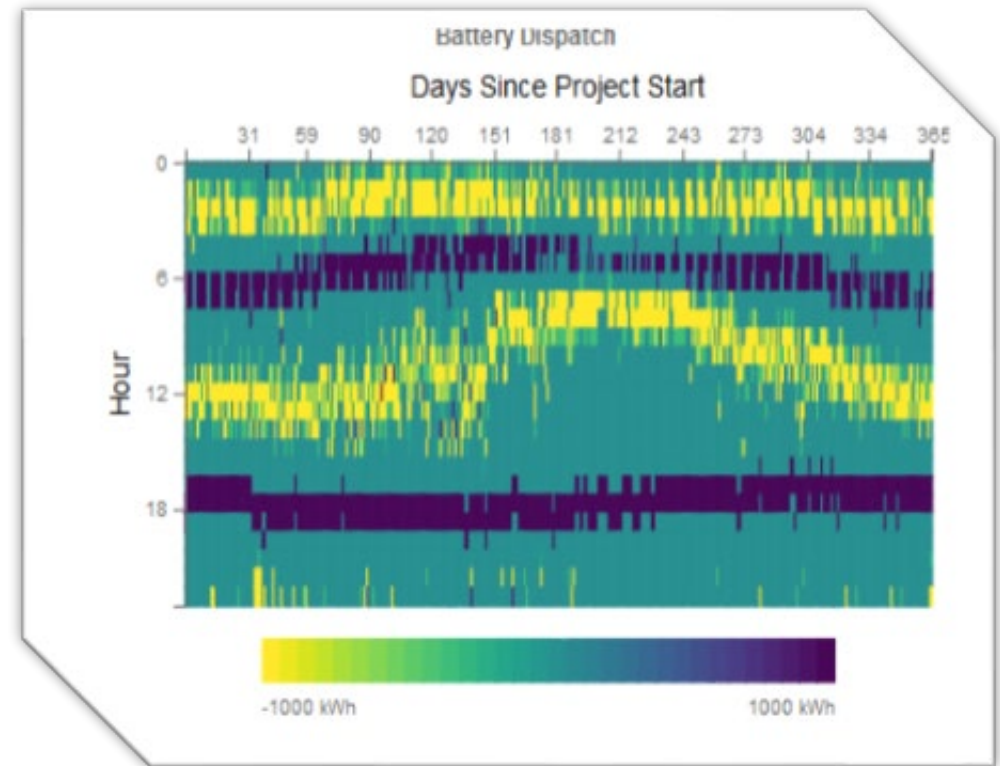 Battery Dispatch
Days Since Project Start
31 59 90 120 151 181 212 243 273 304 334 365
0
6
Hour
12
18
-1000 kWh 1000 kWh